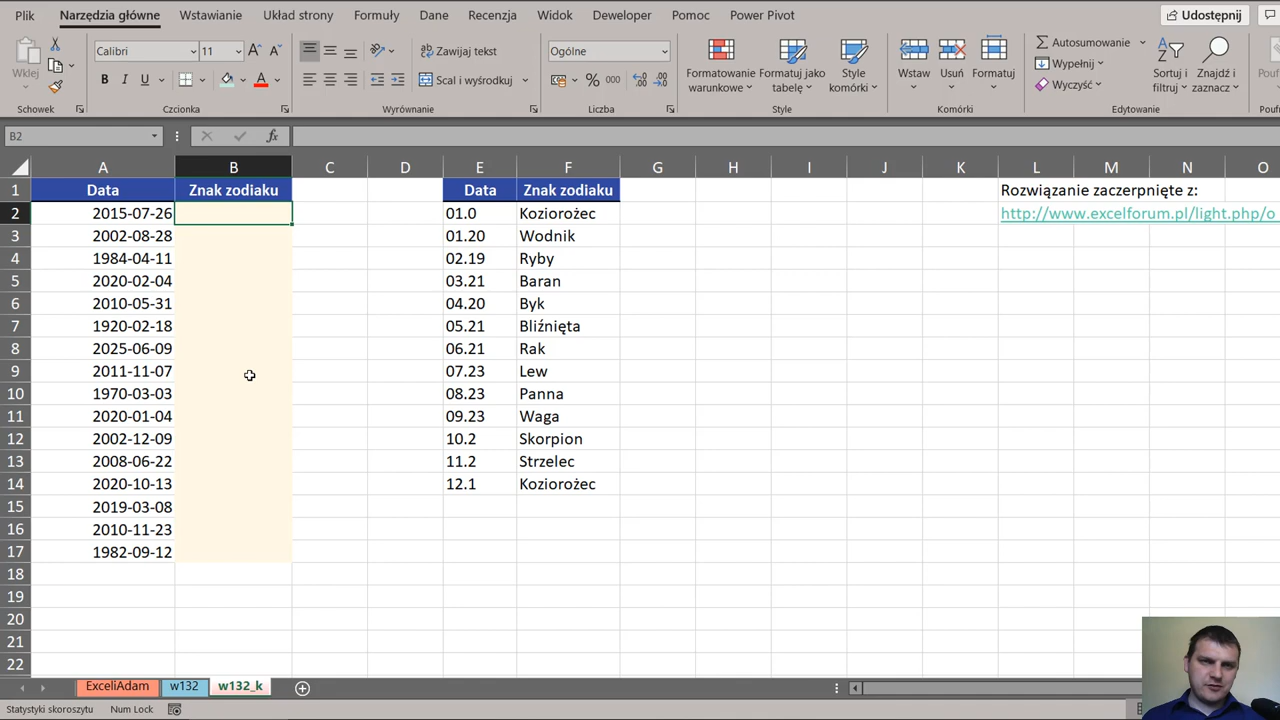 Plik Narzędzia główne Wstawianie Układ strony Formuły Dane Recenzja Widok Deweloper Pomoc Power Pivot Udostępnij
Calibri 11 Zawijaj tekst Ogólne Autosumowanie
Wklej Formatowanie warunkowe Formatuj jako tabelę Style komórki Wstaw Usuń Formatuj Wypełnij Sortuj i filtruj Znajdź i zaznacz
Scal i wyśrodkuj Wyczyść
Schowek Czcionka Wyrównanie Liczba Style Komórki Edytowanie
B2 fx
A B C D E F G H I J K L M N O
1 Data Znak zodiaku Data Znak zodiaku Rozwiązanie zaczerpnięte z:
2 2015-07-26 01.0 Koziorożec http://www.excelforum.pl/light.php/o
3 2002-08-28 01.20 Wodnik
4 1984-04-11 02.19 Ryby
5 2020-02-04 03.21 Baran
6 2010-05-31 04.20 Byk
7 1920-02-18 05.21 Bliźnięta
8 2025-06-09 06.21 Rak
9 2011-11-07 07.23 Lew
10 1970-03-03 08.23 Panna
11 2020-01-04 09.23 Waga
12 2002-12-09 10.2 Skorpion
13 2008-06-22 11.2 Strzelec
14 2020-10-13 12.1 Koziorożec
15 2019-03-08
16 2010-11-23
17 1982-09-12
18
19
20
21
22
ExceliAdam w132 w132_k
Statystyki skoroszytu Num Lock